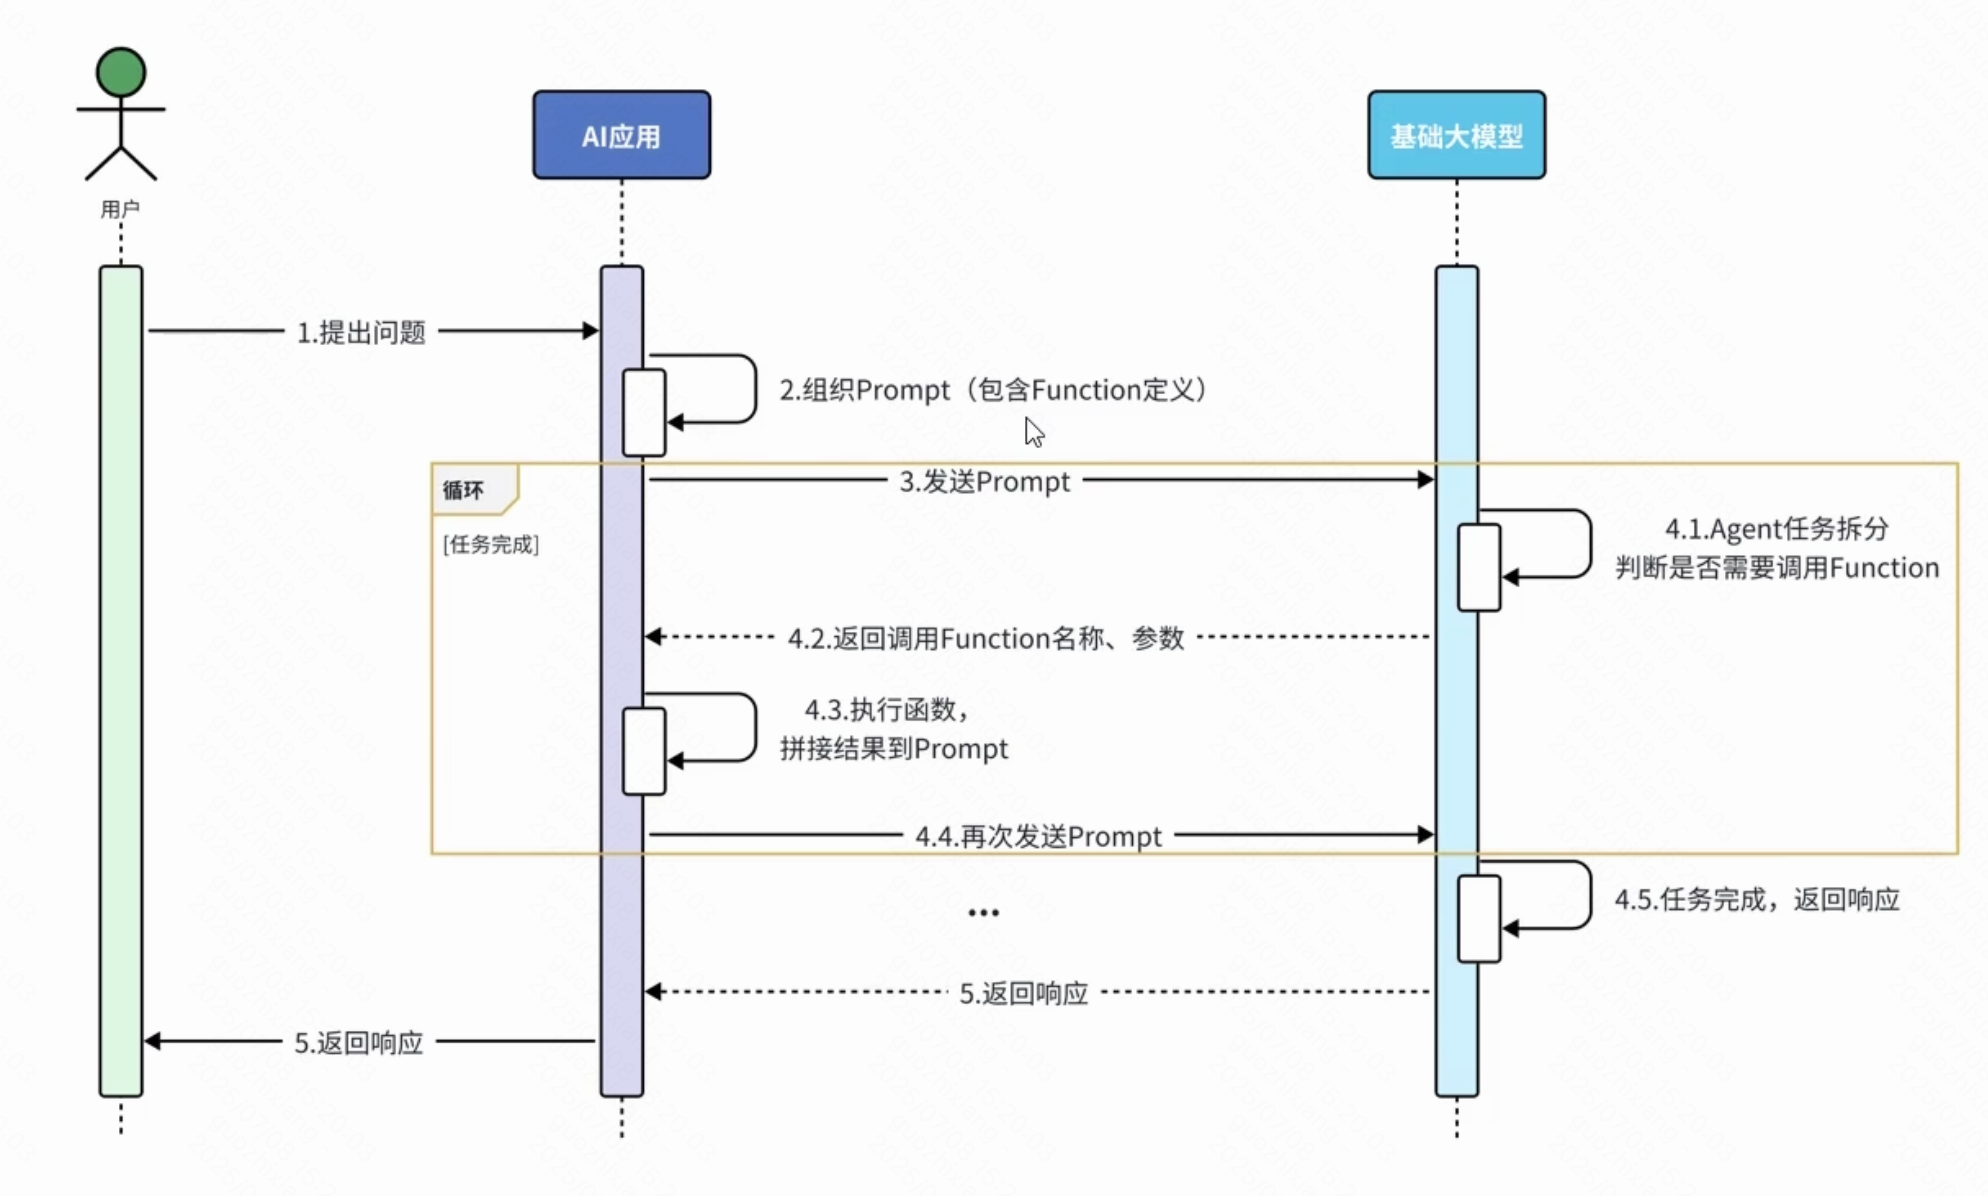 AI应用
基础大模型
用户
1.提出问题
2.组织Prompt（包含Function定义）
循环
3.发送Prompt
[任务完成]
4.1.Agent任务拆分
判断是否需要调用Function
4.2.返回调用Function名称、参数
4.3.执行函数，
拼接结果到Prompt
4.4.再次发送Prompt
4.5.任务完成，返回响应
...
5.返回响应
5.返回响应